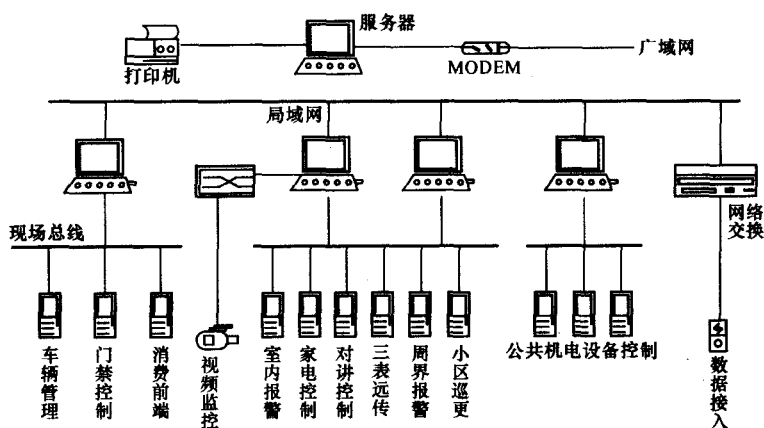 服务器
打印机
MODEM
广域网
局域网
网络
交换
现场总线
车辆管理
门禁控制
消费前端
视频监控
室内报警
家电控制
对讲控制
三表远传
周界报警
小区巡更
公共机电设备控制
数据接入